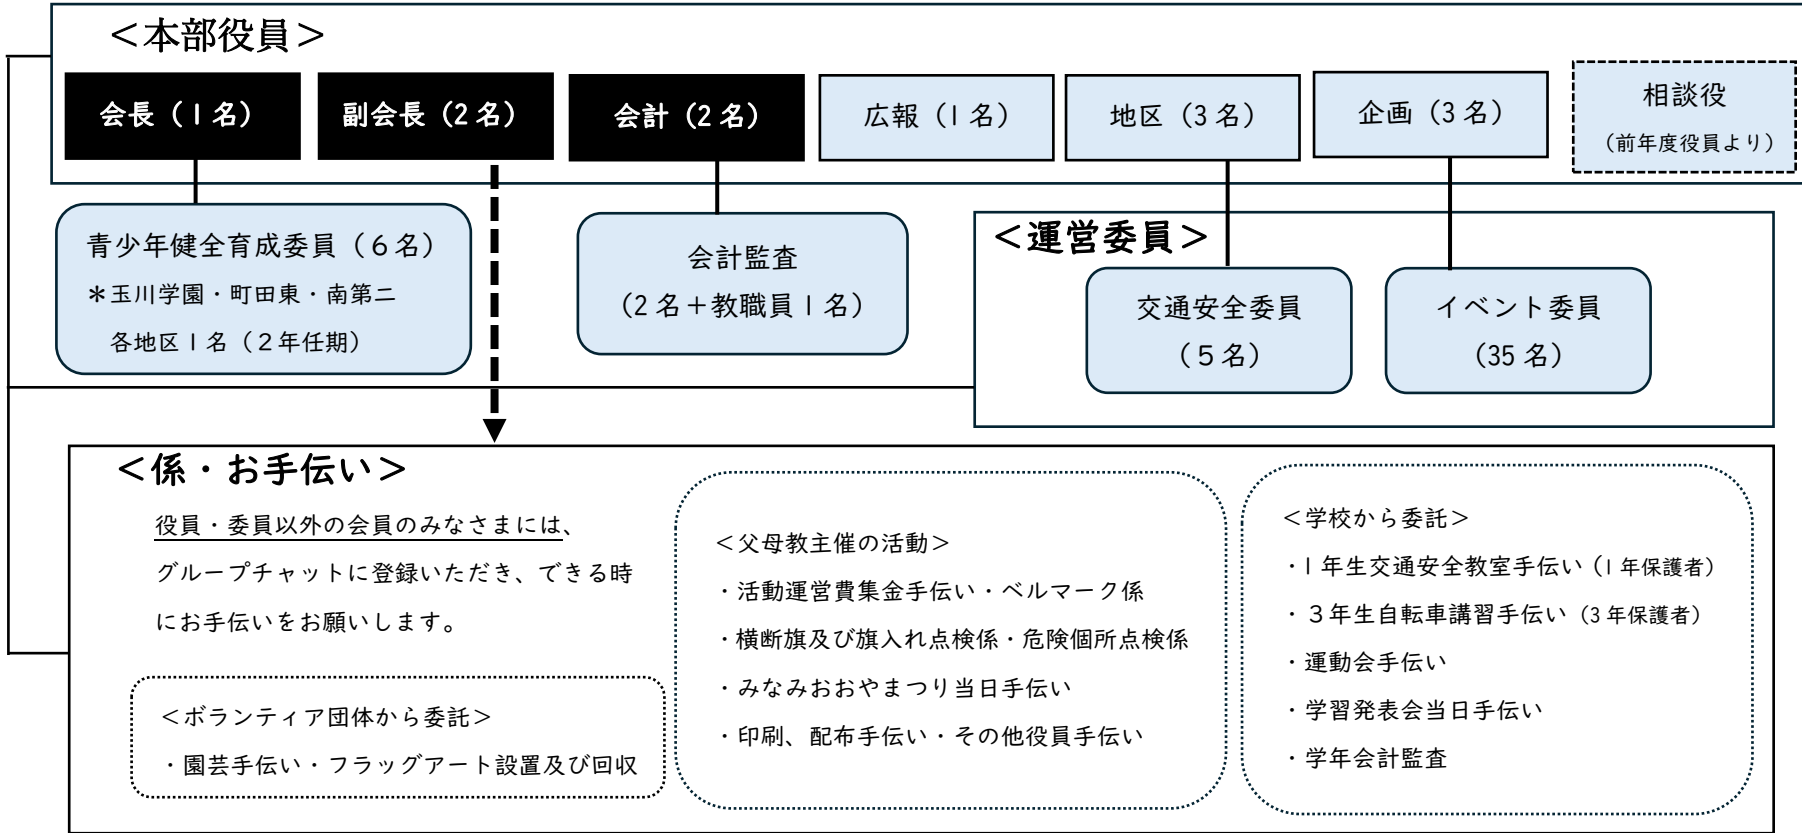 ＜本部役員＞
会長（1名）
副会長（2名）
会計（2名）
広報（1名）
地区（3名）
企画（3名）
相談役
（前年度役員より）
青少年健全育成委員（６名）
＊玉川学園・町田東・南第二
各地区1名（２年任期）
会計監査
（2名＋教職員1名）
＜運営委員＞
交通安全委員
（５名）
イベント委員
（35名）
＜係・お手伝い＞
役員・委員以外の会員のみなさまには、
グループチャットに登録いただき、できる時
にお手伝いをお願いします。
＜ボランティア団体から委託＞
・園芸手伝い・フラッグアート設置及び回収
＜父母教主催の活動＞
・活動運営費集金手伝い・ベルマーク係
・横断旗及び旗入れ点検係・危険個所点検係
・みなみおおやまつり当日手伝い
・印刷、配布手伝い・その他役員手伝い
＜学校から委託＞
・1年生交通安全教室手伝い（1年保護者）
・３年生自転車講習手伝い（3年保護者）
・運動会手伝い
・学習発表会当日手伝い
・学年会計監査